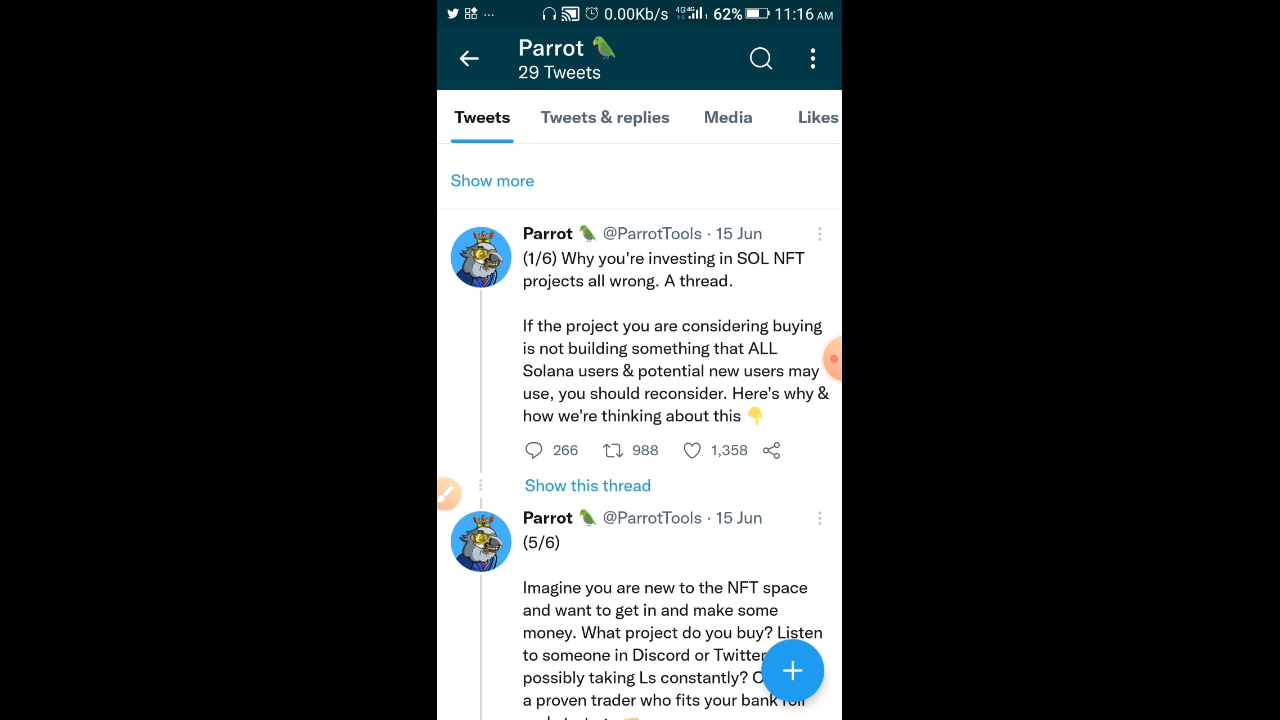 0.00Kb/s 4G 4G 62% 11:16 AM
Parrot 🦜
29 Tweets
Tweets Tweets & replies Media Likes
Show more
Parrot 🦜 @ParrotTools · 15 Jun
(1/6) Why you're investing in SOL NFT
projects all wrong. A thread.
If the project you are considering buying
is not building something that ALL
Solana users & potential new users may
use, you should reconsider. Here's why &
how we're thinking about this 👇
266 988 1,358
Show this thread
Parrot 🦜 @ParrotTools · 15 Jun
(5/6)
Imagine you are new to the NFT space
and want to get in and make some
money. What project do you buy? Listen
to someone in Discord or Twitter
possibly taking Ls constantly?
a proven trader who fits your bank roll